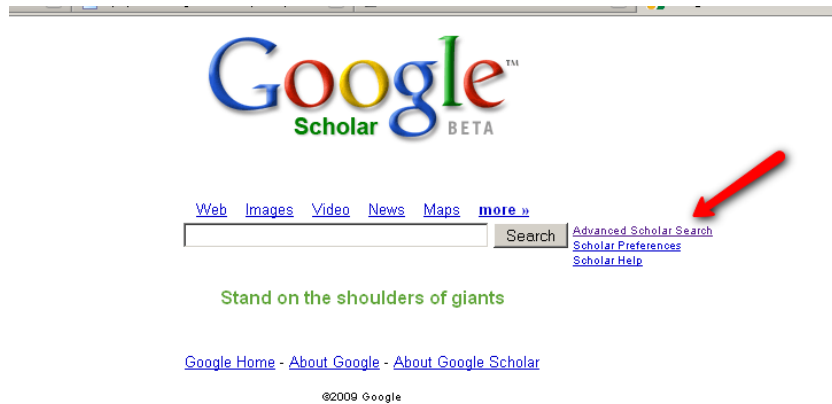 Google™
Scholar BETA
Web Images Video News Maps more »
Search
Advanced Scholar Search
Scholar Preferences
Scholar Help
Stand on the shoulders of giants
Google Home - About Google - About Google Scholar
©2009 Google